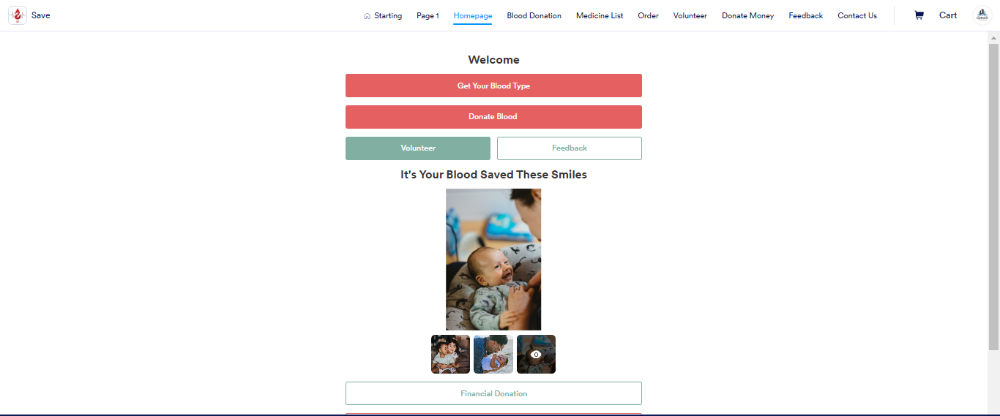 Save
Starting
Page 1
Homepage
Blood Donation
Medicine List
Order
Volunteer
Donate Money
Feedback
Contact Us
Cart
Welcome
Get Your Blood Type
Donate Blood
Volunteer
Feedback
It's Your Blood Saved These Smiles
Financial Donation